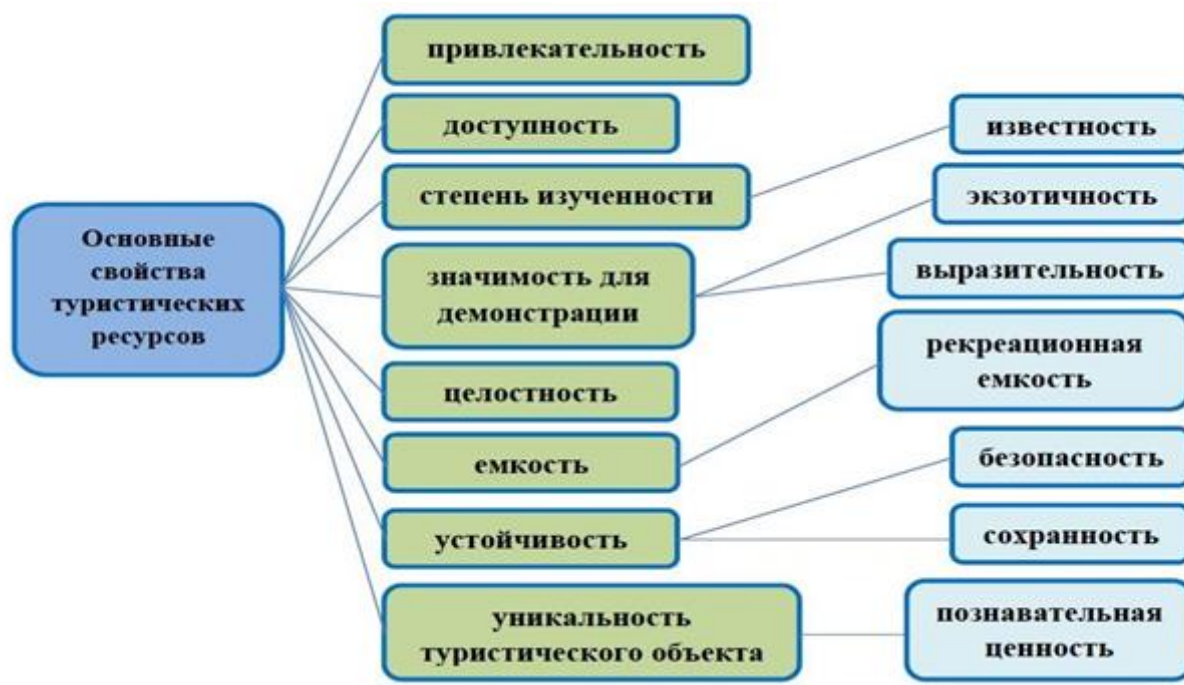 Основные
свойства
туристических
ресурсов
привлекательность
доступность
степень изученности
значимость для
демонстрации
целостность
емкость
устойчивость
уникальность
туристического объекта
известность
экзотичность
выразительность
рекреационная
емкость
безопасность
сохранность
познавательная
ценность